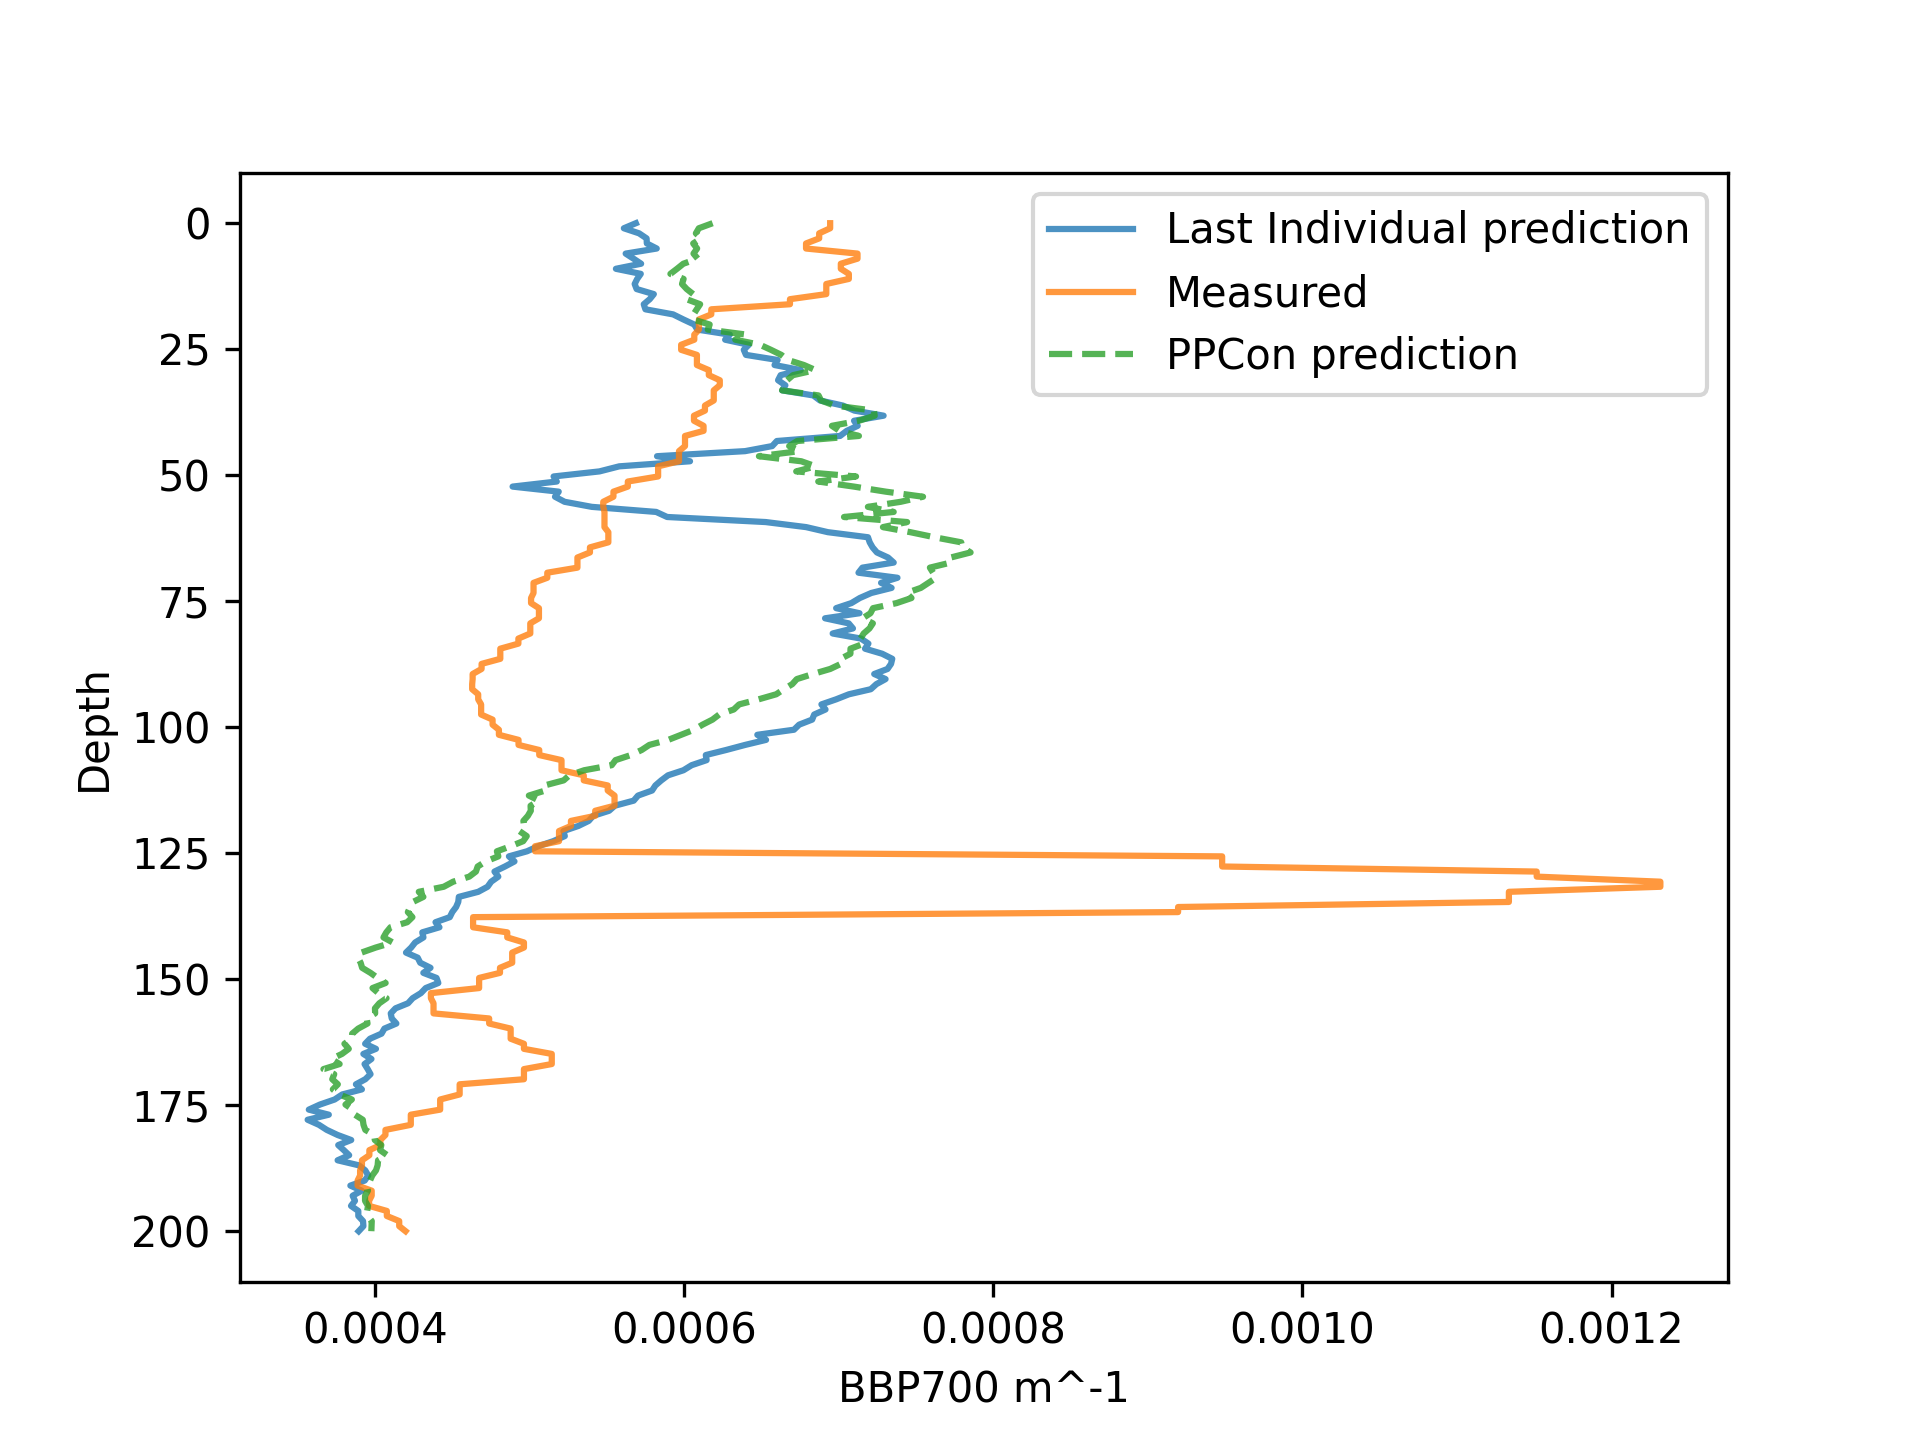 Last Individual prediction
Measured
PPCon prediction
0
25
50
75
100
125
150
175
200
Depth
0.0004 0.0006 0.0008 0.0010 0.0012
BBP700 m^-1